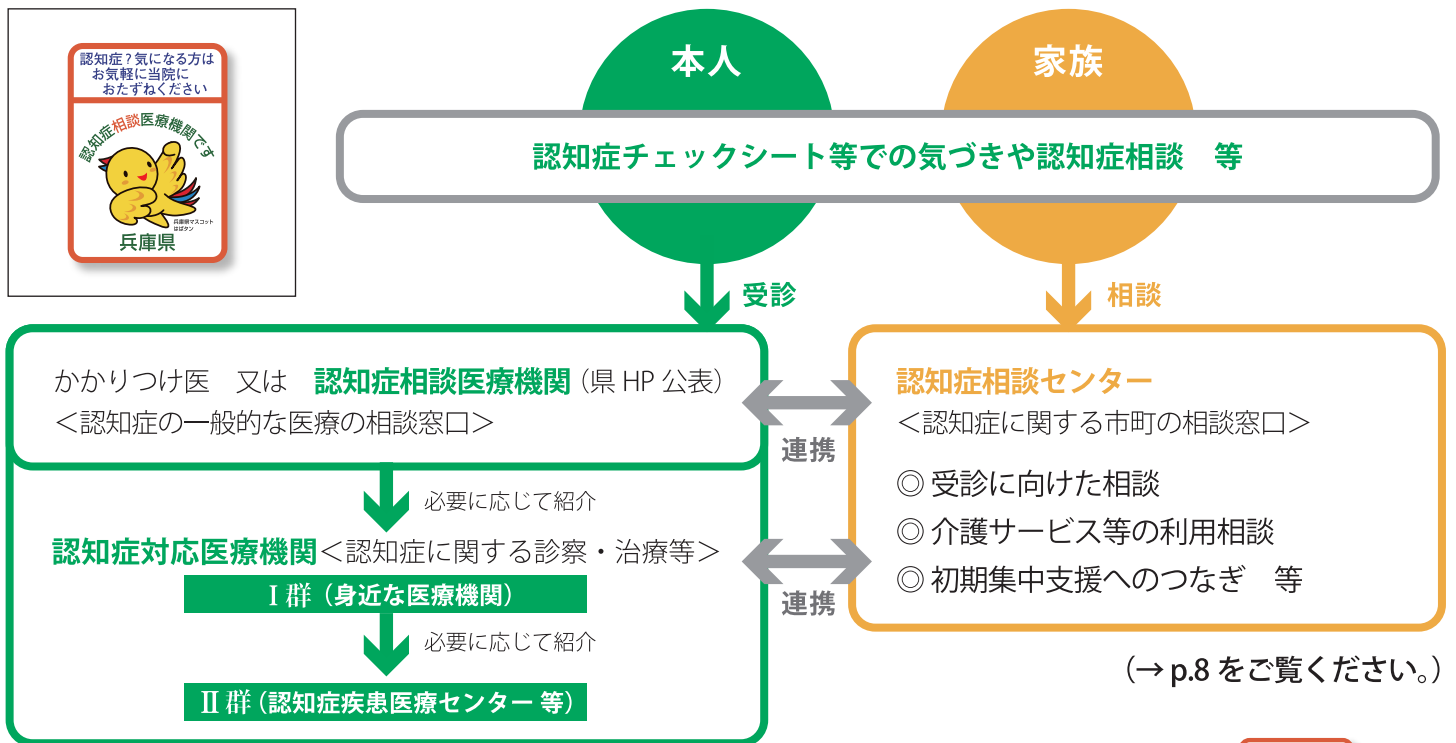 認知症？気になる方は
お気軽に当院に
おたずねください
認知症相談医療機関です
兵庫県マスコット
はばタン
兵庫県
本人
家族
認知症チェックシート等での気づきや認知症相談　等
受診
相談
かかりつけ医　又は　認知症相談医療機関（県 HP 公表）
＜認知症の一般的な医療の相談窓口＞
必要に応じて紹介
認知症対応医療機関＜認知症に関する診察・治療等＞
Ⅰ群（身近な医療機関）
必要に応じて紹介
Ⅱ群（認知症疾患医療センター 等）
連携
連携
認知症相談センター
＜認知症に関する市町の相談窓口＞
◎ 受診に向けた相談
◎ 介護サービス等の利用相談
◎ 初期集中支援へのつなぎ　等
（→ p.8 をご覧ください。）